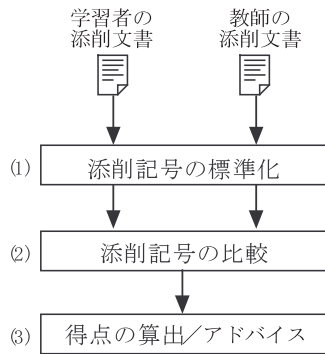 学習者の
添削文書
教師の
添削文書
(1) 添削記号の標準化
(2) 添削記号の比較
(3) 得点の算出/アドバイス